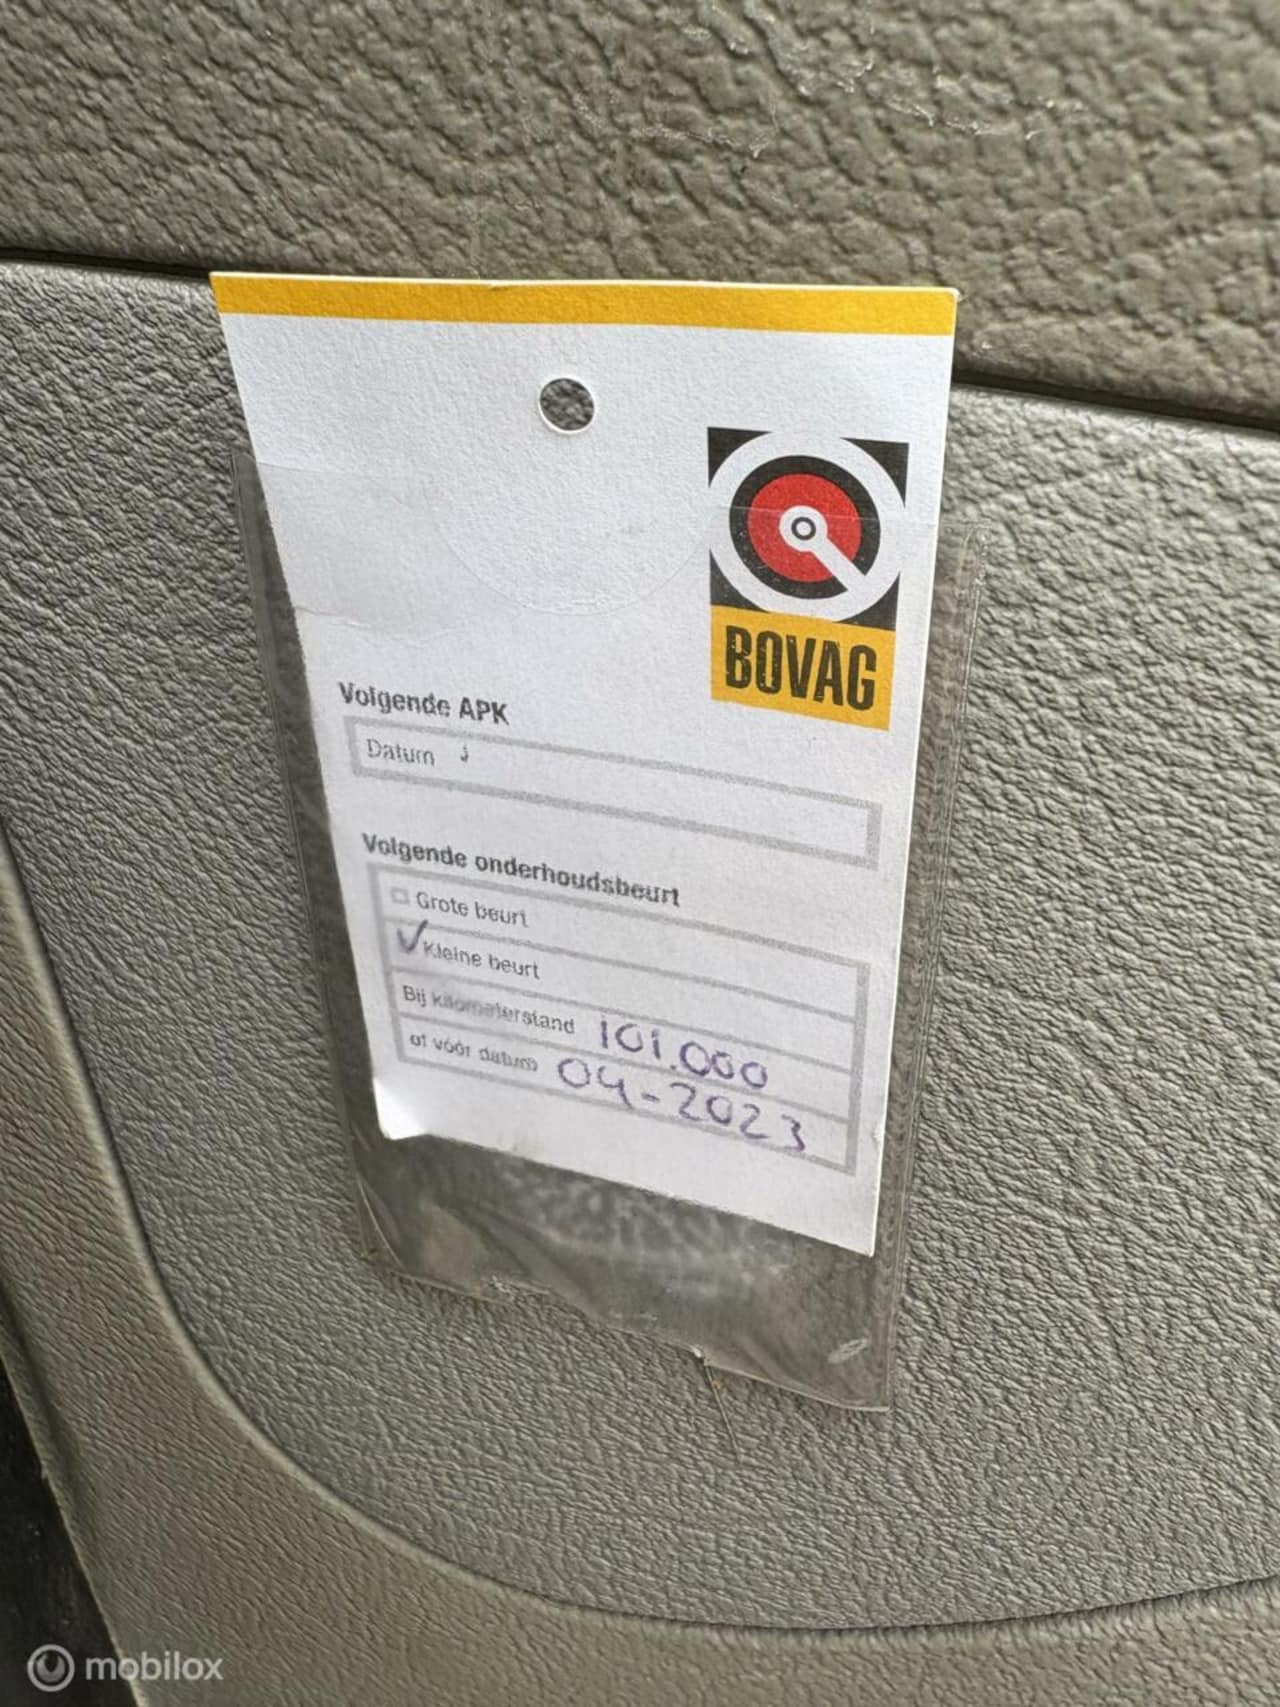 BOVAG
Volgende APK
Datum
Volgende onderhoudsbeurt
Grote beurt
Kleine beurt
Bij kilometerstand 101.000
of vóór datum 04-2023
mobilox